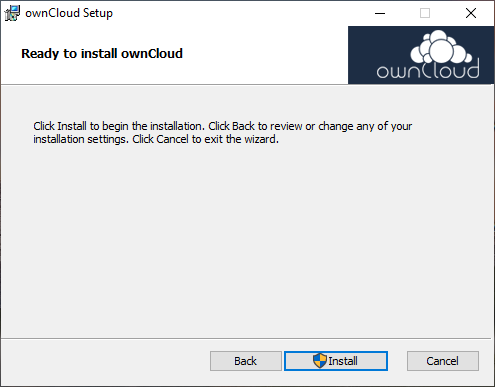 ownCloud Setup
Ready to install ownCloud
ownCloud
Click Install to begin the installation. Click Back to review or change any of your
installation settings. Click Cancel to exit the wizard.
Back
Install
Cancel